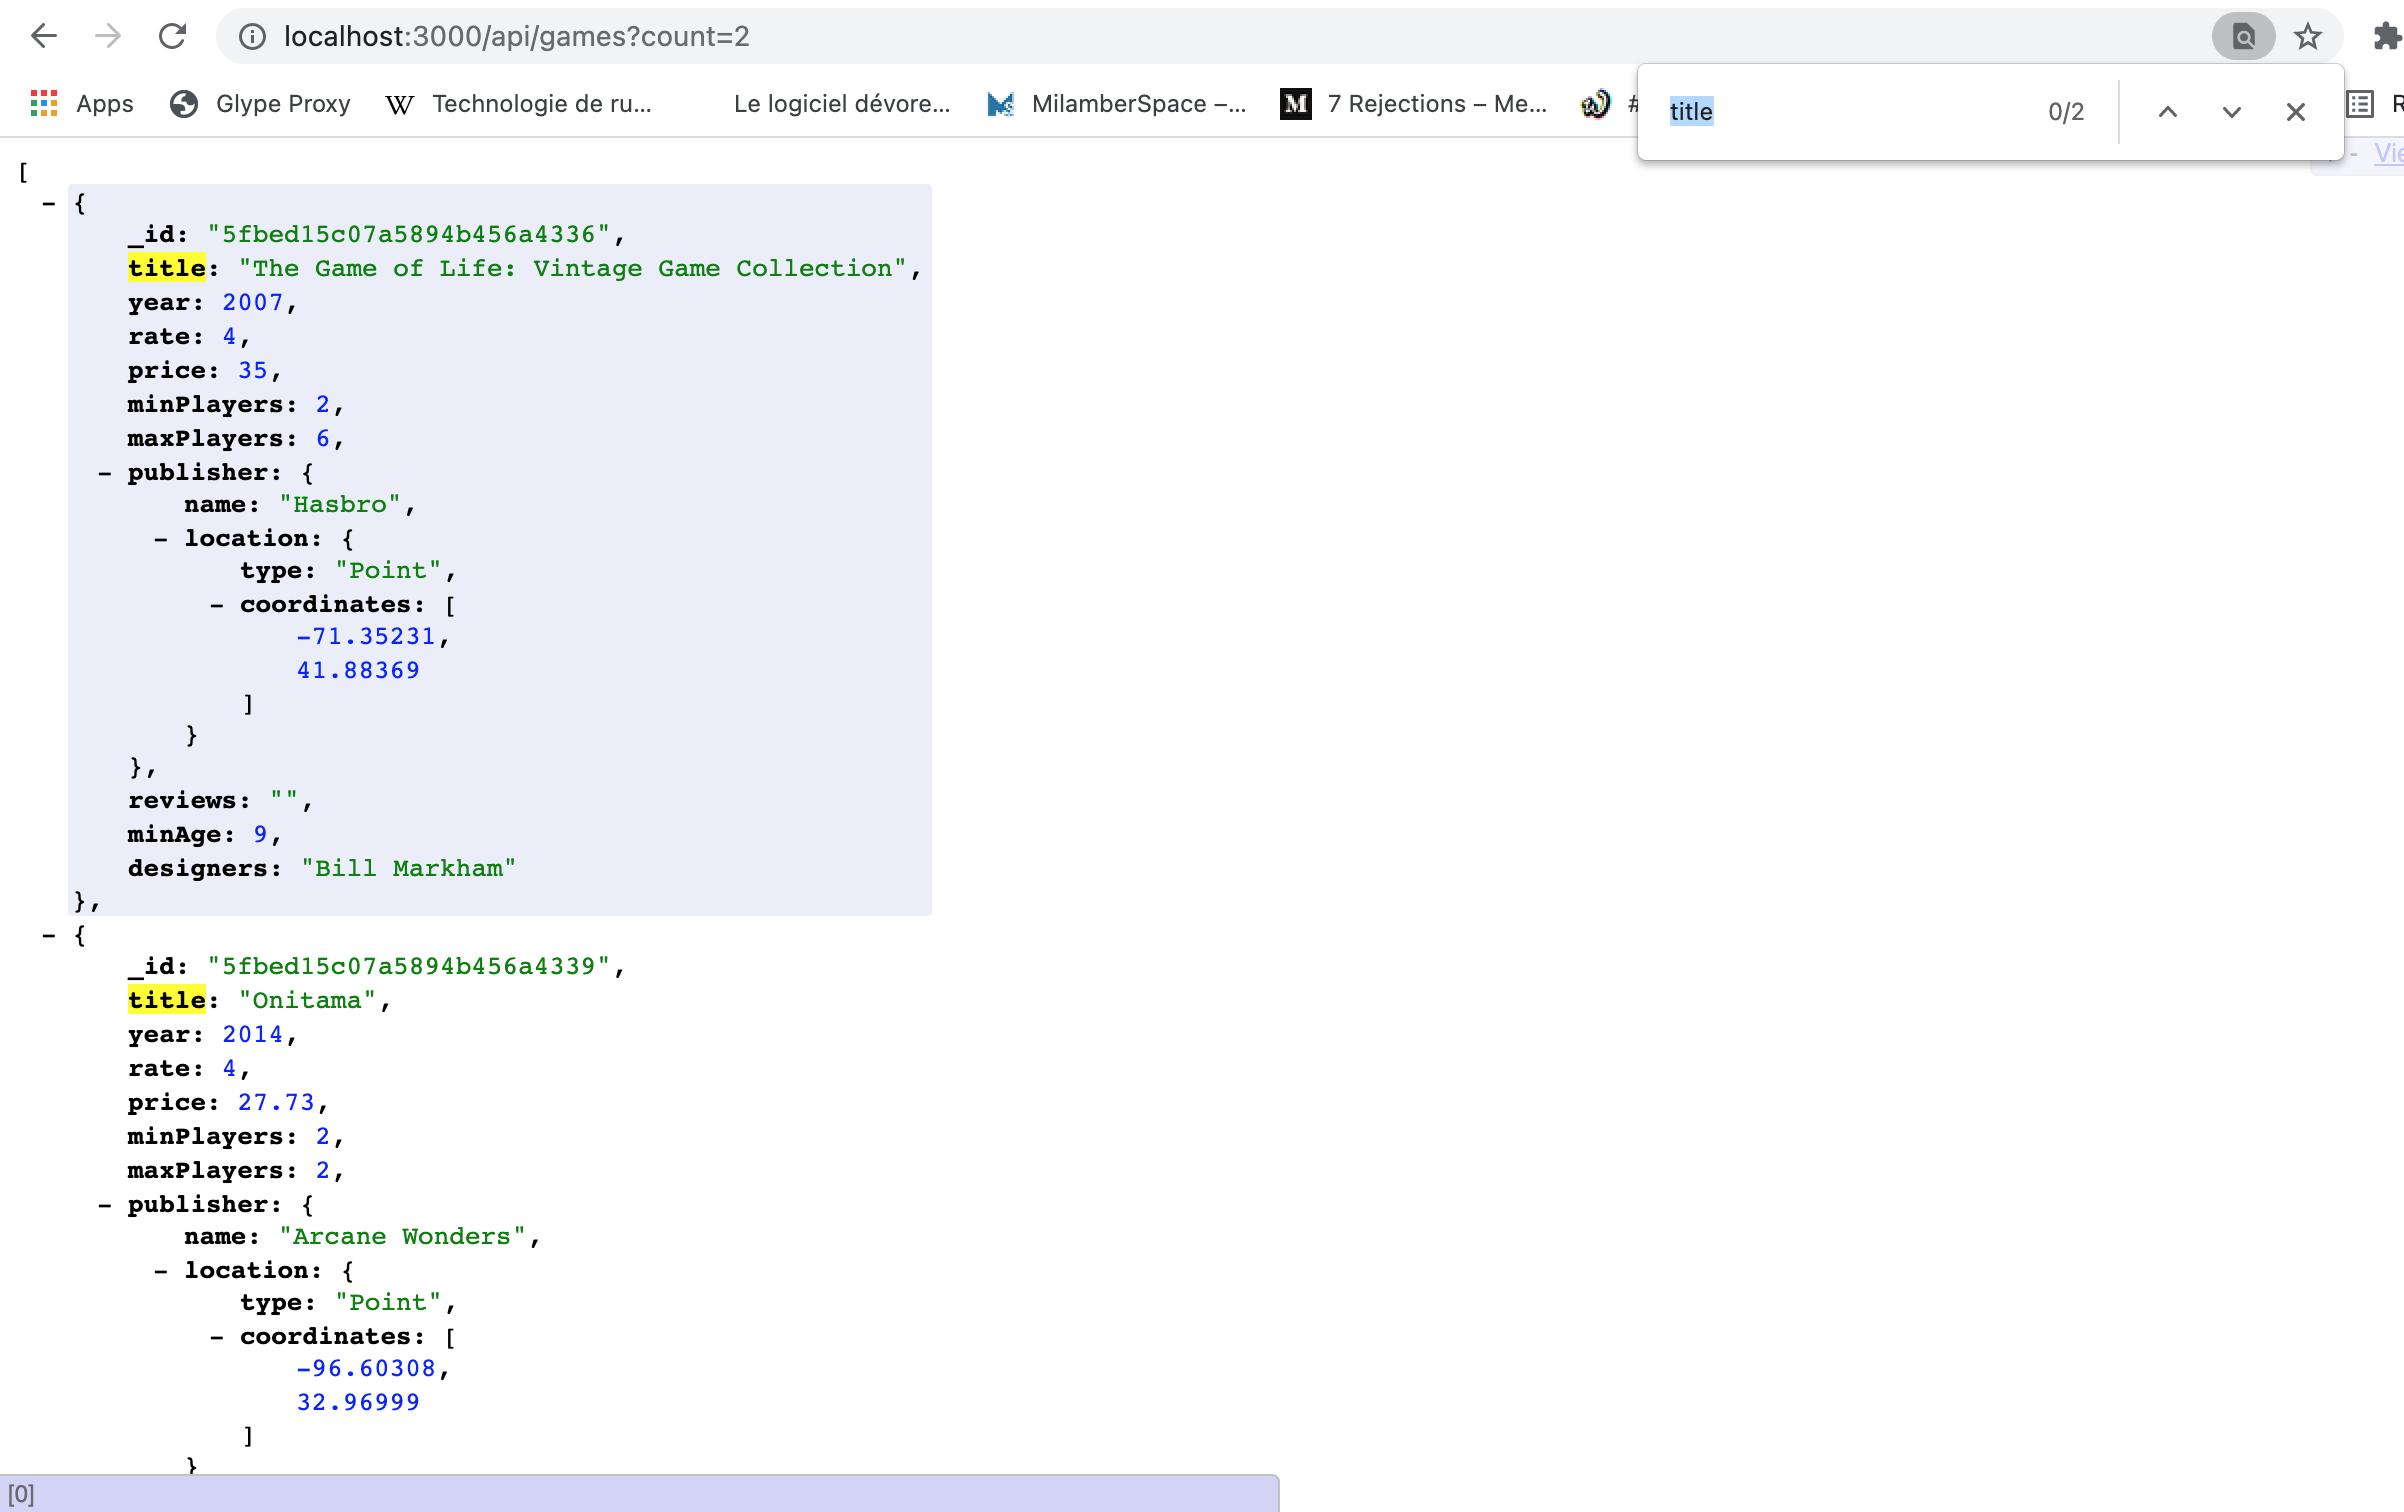 localhost:3000/api/games?count=2
Apps Glype Proxy W Technologie de ru... Le logiciel dévore... MilamberSpace –... M 7 Rejections – Me... # R
title 0/2
- Vie
[
– {
_id: "5fbed15c07a5894b456a4336",
title: "The Game of Life: Vintage Game Collection",
year: 2007,
rate: 4,
price: 35,
minPlayers: 2,
maxPlayers: 6,
– publisher: {
name: "Hasbro",
– location: {
type: "Point",
– coordinates: [
-71.35231,
41.88369
]
}
},
reviews: "",
minAge: 9,
designers: "Bill Markham"
},
– {
_id: "5fbed15c07a5894b456a4339",
title: "Onitama",
year: 2014,
rate: 4,
price: 27.73,
minPlayers: 2,
maxPlayers: 2,
– publisher: {
name: "Arcane Wonders",
– location: {
type: "Point",
– coordinates: [
-96.60308,
32.96999
]
}
[0]